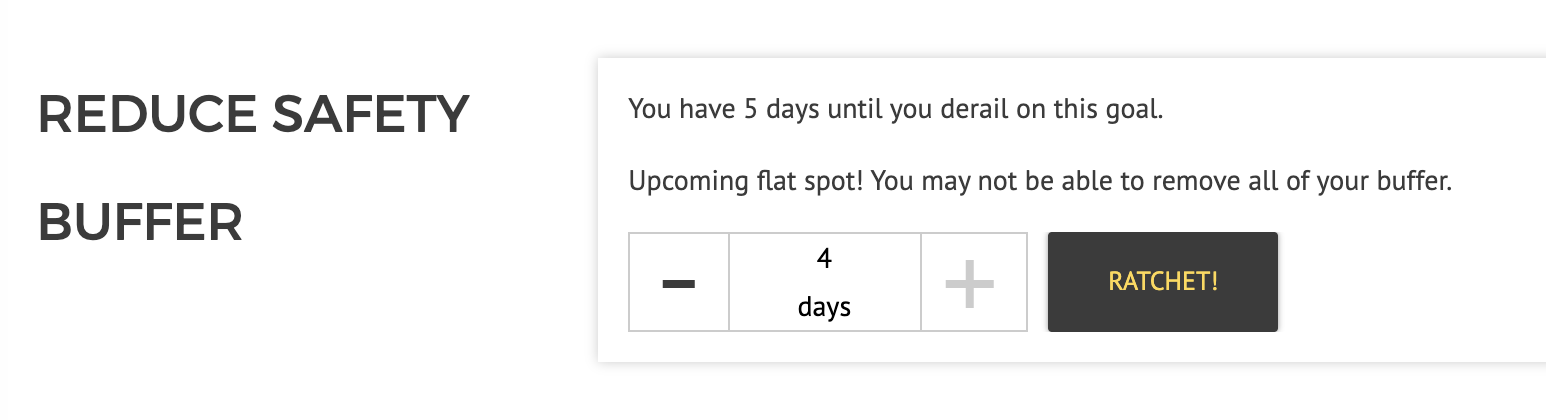 REDUCE SAFETY
BUFFER
You have 5 days until you derail on this goal.
Upcoming flat spot! You may not be able to remove all of your buffer.
4
days
RATCHET!